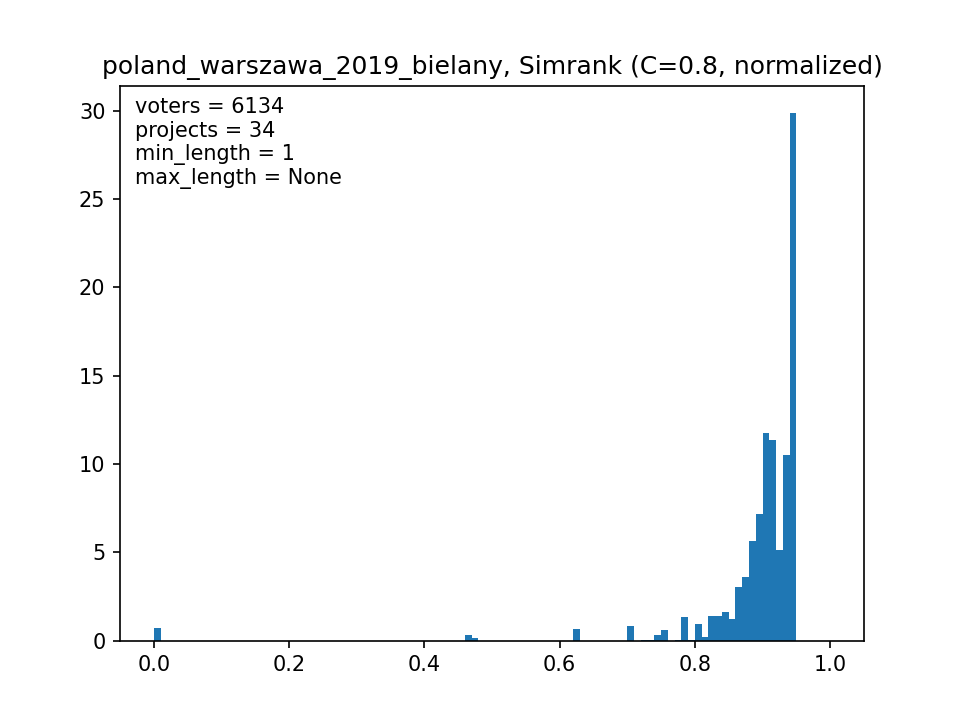 poland_warszawa_2019_bielany, Simrank (C=0.8, normalized)
voters = 6134
projects = 34
min_length = 1
max_length = None
30
25
20
15
10
5
0
0.0 0.2 0.4 0.6 0.8 1.0